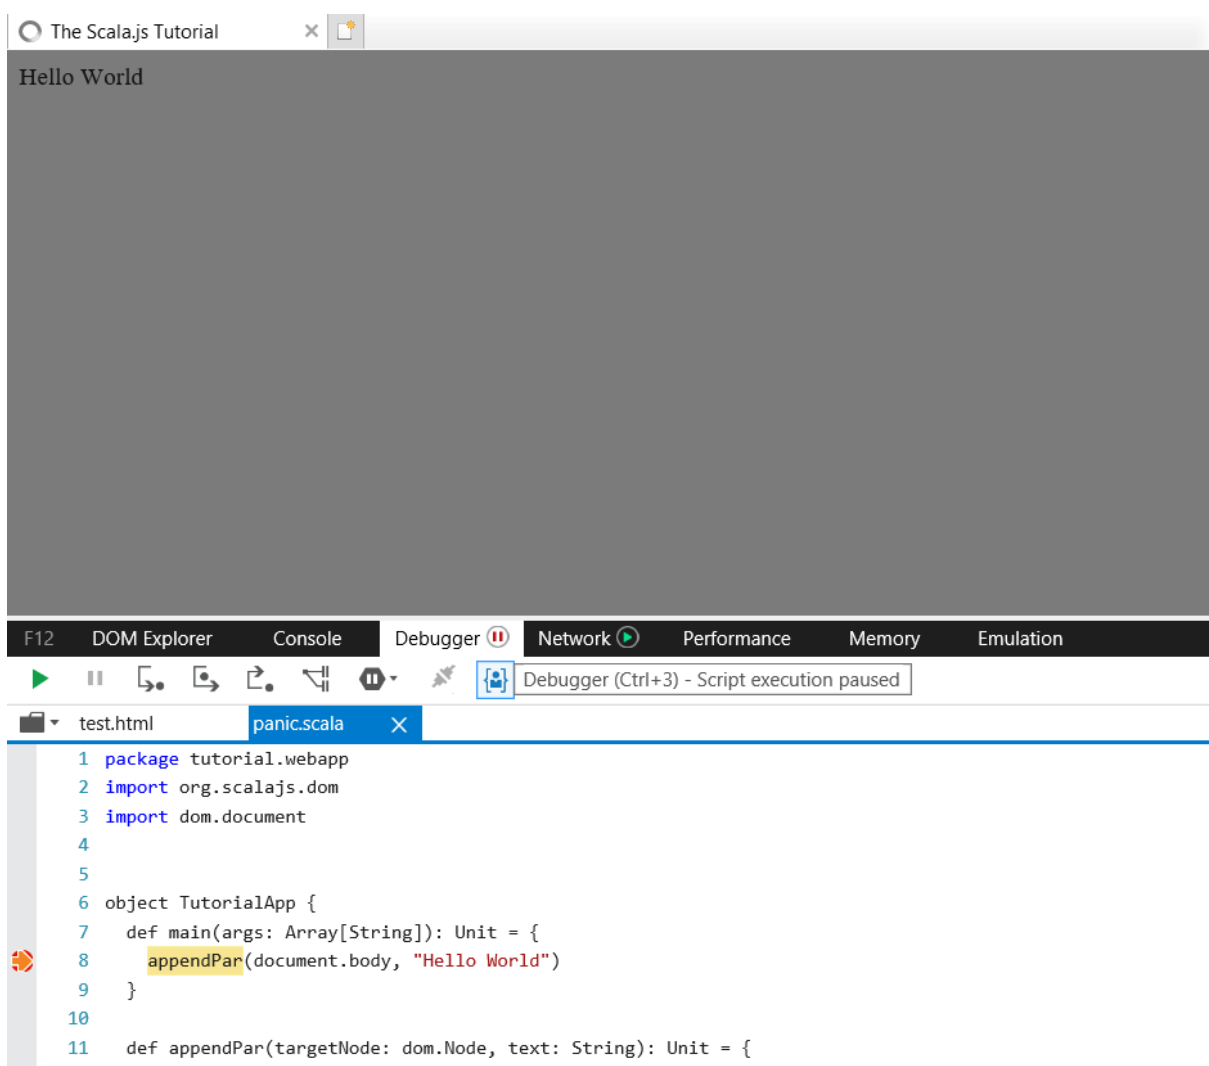 The Scala.js Tutorial
Hello World
F12 DOM Explorer Console Debugger Network Performance Memory Emulation
Debugger (Ctrl+3) - Script execution paused
test.html panic.scala
1 package tutorial.webapp
2 import org.scalajs.dom
3 import dom.document
4
5
6 object TutorialApp {
7 def main(args: Array[String]): Unit = {
8 appendPar(document.body, "Hello World")
9 }
10
11 def appendPar(targetNode: dom.Node, text: String): Unit = {